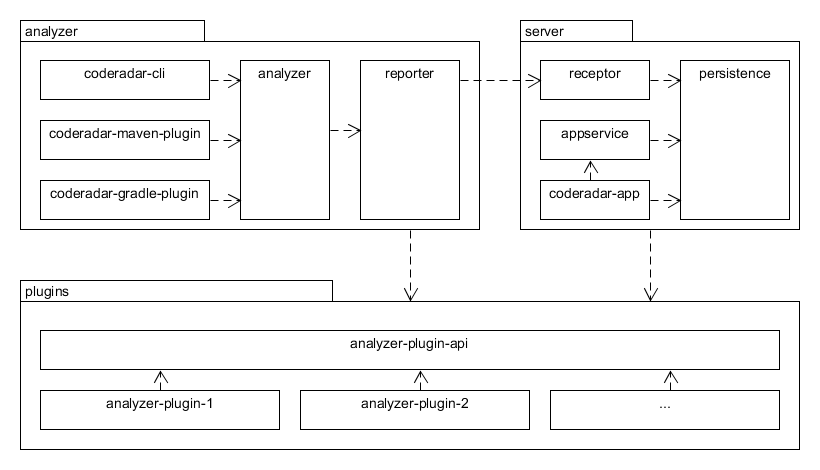 analyzer
server
coderadar-cli
analyzer
reporter
receptor
persistence
coderadar-maven-plugin
appservice
coderadar-gradle-plugin
coderadar-app
plugins
analyzer-plugin-api
analyzer-plugin-1
analyzer-plugin-2
...